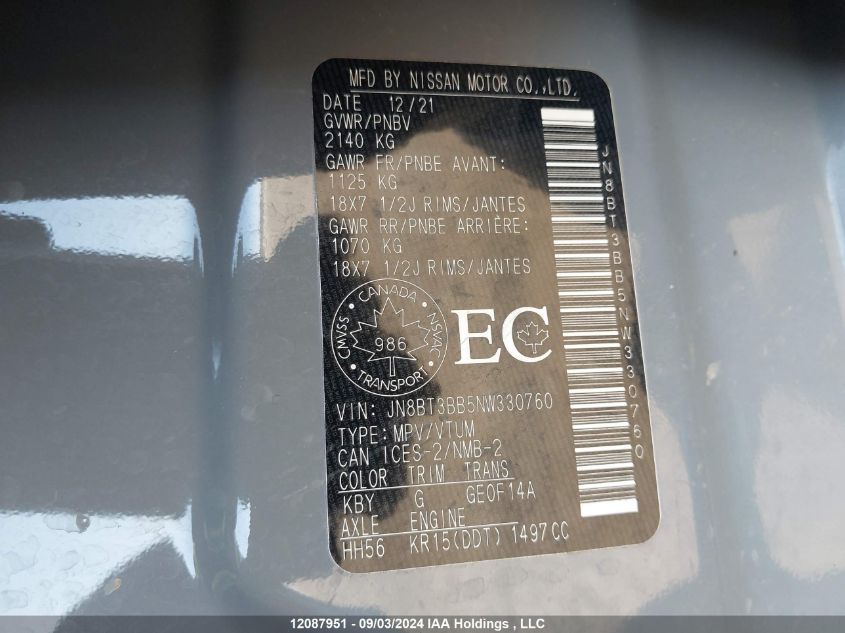 MFD BY NISSAN MOTOR CO.,LTD.
DATE 12/21
GVWR/PNBV
2140 KG
GAWR FR/PNBE AVANT:
1125 KG
18X7 1/2J RIMS/JANTES
GAWR RR/PNBE ARRIÈRE:
1070 KG
18X7 1/2J RIMS/JANTES
CANADA
CMVSS
NSVAC
986
TRANSPORT
EC
VIN: JN8BT3BB5NW330760
TYPE:MPV/VTUM
CAN ICES-2/NMB-2
COLOR TRIM TRANS
KBY G GE0F14A
AXLE ENGINE
HH56 KR15(DDT) 1497CC
JN8BT3BB5NW330760
12087951 - 09/03/2024 IAA Holdings , LLC